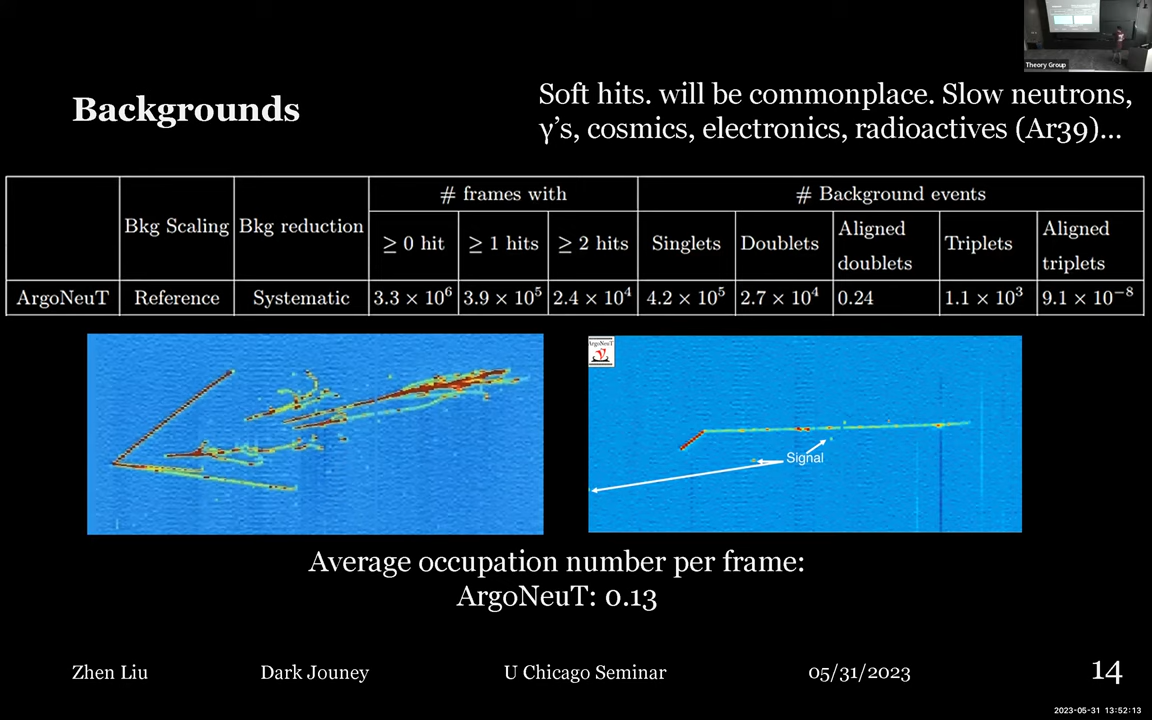 Theory Group
Backgrounds
Soft hits. will be commonplace. Slow neutrons,
γ's, cosmics, electronics, radioactives (Ar39)...
# frames with
# Background events
Bkg Scaling
Bkg reduction
≥ 0 hit
≥ 1 hits
≥ 2 hits
Singlets
Doublets
Aligned
doublets
Triplets
Aligned
triplets
ArgoNeuT Reference Systematic 3.3 × 10⁶ 3.9 × 10⁵ 2.4 × 10⁴ 4.2 × 10⁵ 2.7 × 10⁴ 0.24 1.1 × 10³ 9.1 × 10⁻⁸
ArgoNeuT
Signal
Average occupation number per frame:
ArgoNeuT: 0.13
Zhen Liu Dark Jouney U Chicago Seminar 05/31/2023 14
2023-05-31 13:52:13